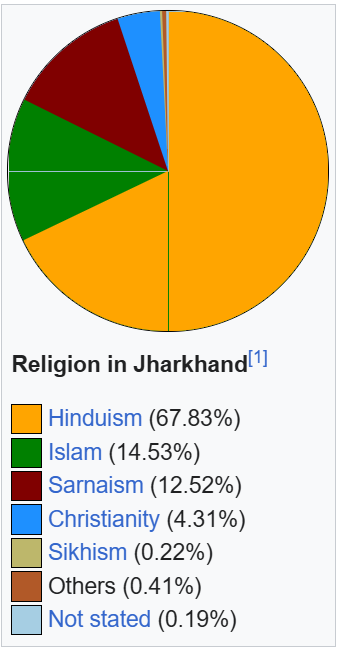 Religion in Jharkhand[1]
Hinduism (67.83%)
Islam (14.53%)
Sarnaism (12.52%)
Christianity (4.31%)
Sikhism (0.22%)
Others (0.41%)
Not stated (0.19%)